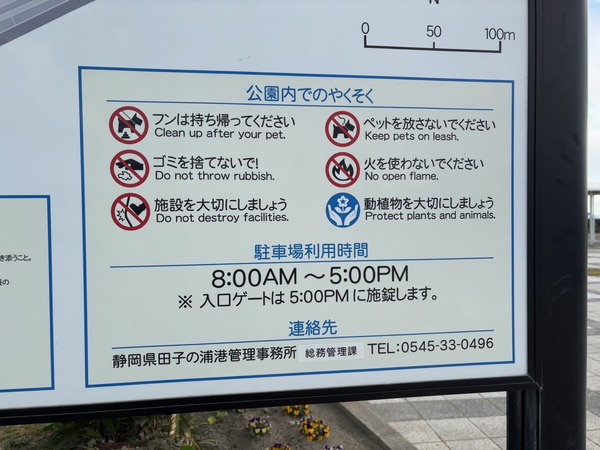 N
0 50 100m
公園内でのやくそく
フンは持ち帰ってください
Clean up after your pet.
ペットを放さないでください
Keep pets on leash.
ゴミを捨てないで!
Do not throw rubbish.
火を使わないでください
No open flame.
施設を大切にしましょう
Do not destroy facilities.
動植物を大切にしましょう
Protect plants and animals.
駐車場利用時間
8:00AM ～ 5:00PM
※ 入口ゲートは 5:00PM に施錠します。
連絡先
静岡県田子の浦港管理事務所 総務管理課 TEL:0545-33-0496
き添うこと。